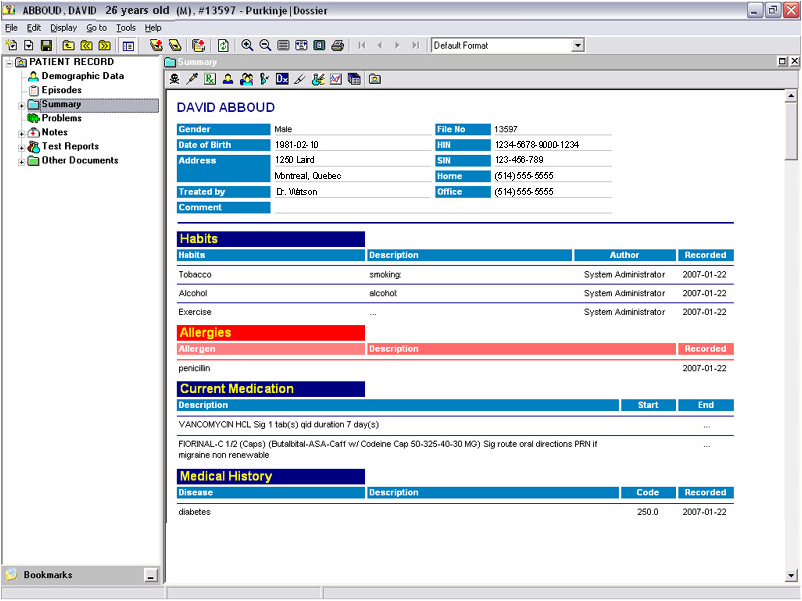 ABBOUD, DAVID 26 years old (M), #13597 - Purkinje|Dossier
File Edit Display Go to Tools Help
Default Format
PATIENT RECORD
Demographic Data
Episodes
Summary
Problems
Notes
Test Reports
Other Documents
Bookmarks
Summary
Rx Dx
DAVID ABBOUD
Gender Male File No 13597
Date of Birth 1981-02-10 HIN 1234-5678-9000-1234
Address 1250 Laird SIN 123-456-789
Montreal, Quebec Home (514)555-5555
Treated by Dr. Watson Office (514)555-5555
Comment
Habits
Habits Description Author Recorded
Tobacco smoking: System Administrator 2007-01-22
Alcohol alcohol: System Administrator 2007-01-22
Exercise ... System Administrator 2007-01-22
Allergies
Allergen Description Recorded
penicillin 2007-01-22
Current Medication
Description Start End
VANCOMYCIN HCL Sig 1 tab(s) qid duration 7 day(s) ...
FIORINAL-C 1/2 (Caps) (Butalbital-ASA-Caff w/ Codeine Cap 50-325-40-30 MG) Sig route oral directions PRN if ...
migraine non renewable
Medical History
Disease Description Code Recorded
diabetes 250.0 2007-01-22